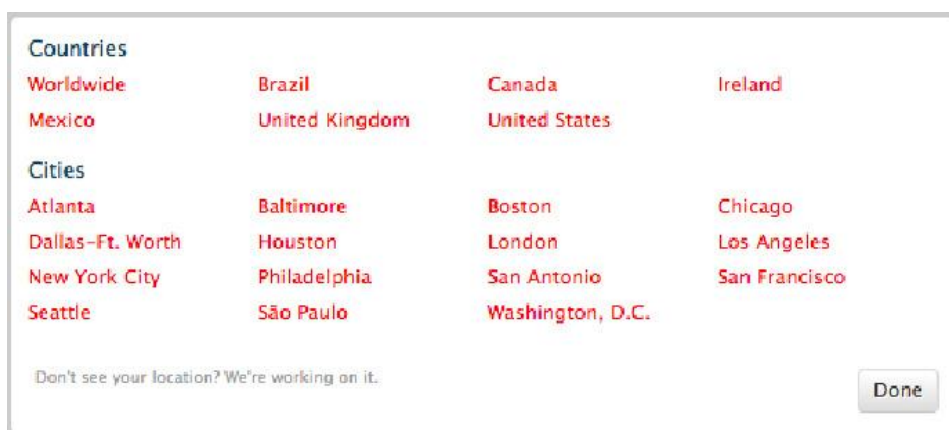 Countries
Worldwide Brazil Canada Ireland
Mexico United Kingdom United States
Cities
Atlanta Baltimore Boston Chicago
Dallas-Ft. Worth Houston London Los Angeles
New York City Philadelphia San Antonio San Francisco
Seattle São Paulo Washington, D.C.
Don't see your location? We're working on it.
Done